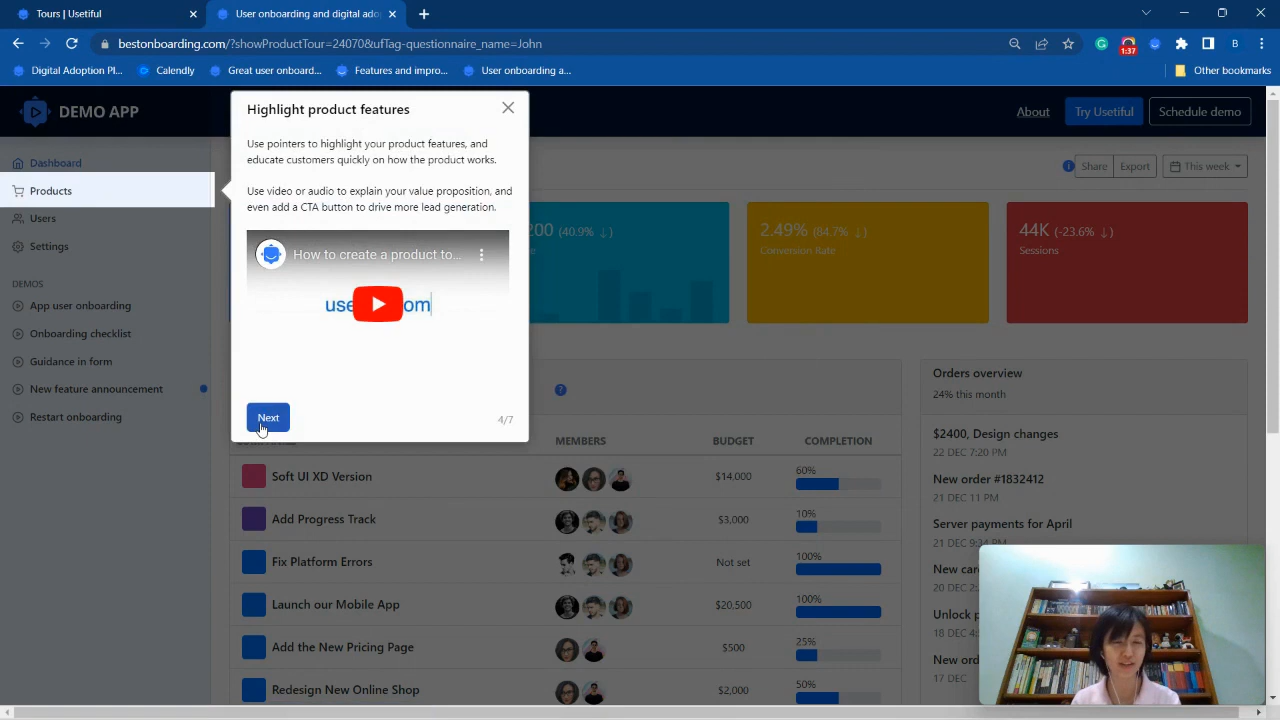 Tours | Usetiful
User onboarding and digital ado
bestonboarding.com/?showProductTour=24070&ufTag-questionnaire_name=John
1:37
B
Digital Adoption Pl...
Calendly
Great user onboard...
Features and impro...
User onboarding a...
Other bookmarks
DEMO APP
About
Try Usetiful
Schedule demo
Dashboard
Products
Users
Settings
DEMOS
App user onboarding
Onboarding checklist
Guidance in form
New feature announcement
Restart onboarding
Highlight product features
Use pointers to highlight your product features, and
educate customers quickly on how the product works.
Use video or audio to explain your value proposition, and
even add a CTA button to drive more lead generation.
How to create a product to...
Next
4/7
Share
Export
This week
200 (40.9% ↓)
2.49% (84.7% ↓)
Conversion Rate
44K (-23.6% ↓)
Sessions
MEMBERS
BUDGET
COMPLETION
Soft UI XD Version
$14,000
60%
Add Progress Track
$3,000
10%
Fix Platform Errors
Not set
100%
Launch our Mobile App
$20,500
100%
Add the New Pricing Page
$500
25%
Redesign New Online Shop
$2,000
50%
Orders overview
24% this month
$2400, Design changes
22 DEC 7:20 PM
New order #1832412
21 DEC 11 PM
Server payments for April
21 DEC 9:34 PM
New car
20 DEC 2:
Unlock p
18 DEC 4:
New ord
17 DEC